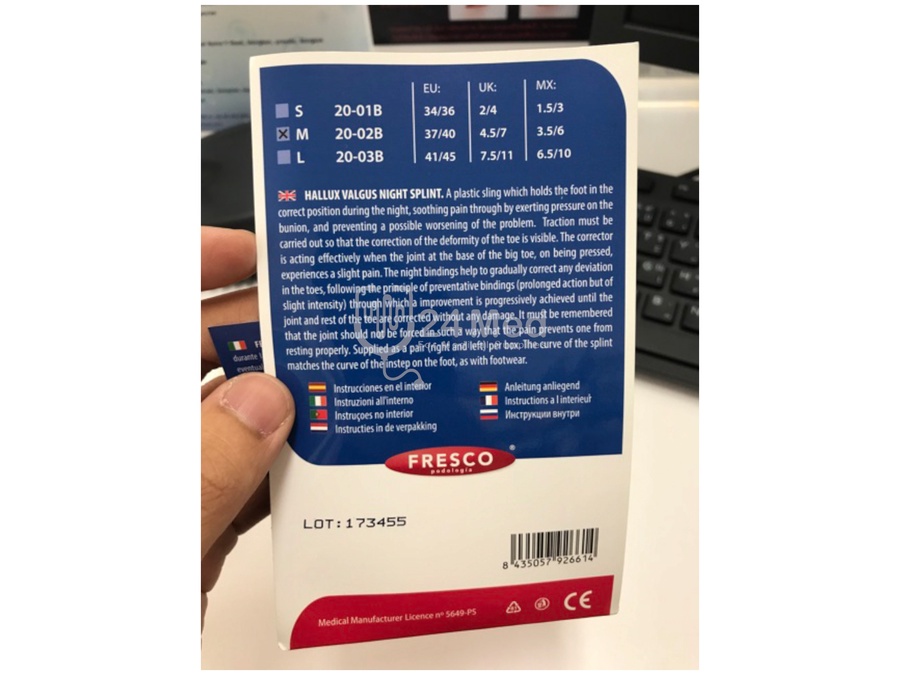 EU: UK: MX:
S 20-01B 34/36 2/4 1.5/3
M 20-02B 37/40 4.5/7 3.5/6
L 20-03B 41/45 7.5/11 6.5/10
HALLUX VALGUS NIGHT SPLINT. A plastic sling which holds the foot in the
correct position during the night, soothing pain through by exerting pressure on the
bunion, and preventing a possible worsening of the problem. Traction must be
carried out so that the correction of the deformity of the toe is visible. The corrector
is acting effectively when the joint at the base of the big toe, on being pressed,
experiences a slight pain. The night bindings help to gradually correct any deviation
in the toes, following the principle of preventative bindings (prolonged action but of
slight intensity) through which a improvement is progressively achieved until the
joint and rest of the toe are corrected without any damage. It must be remembered
that the joint should not be forced in such a way that the pain prevents one from
resting properly. Supplied as a pair (right and left) per box. The curve of the splint
matches the curve of the instep on the foot, as with footwear.
24MED
Instrucciones en el interior
Instruzioni all'interno
Instruçoes no interior
Instructies in de verpakking
Anleitung anliegend
Instructions a l interieur
Инструкции внутри
durante
FRESCO®
podología
LOT:173455
8 435057 926614
Medical Manufacturer Licence nº 5649-PS
CE